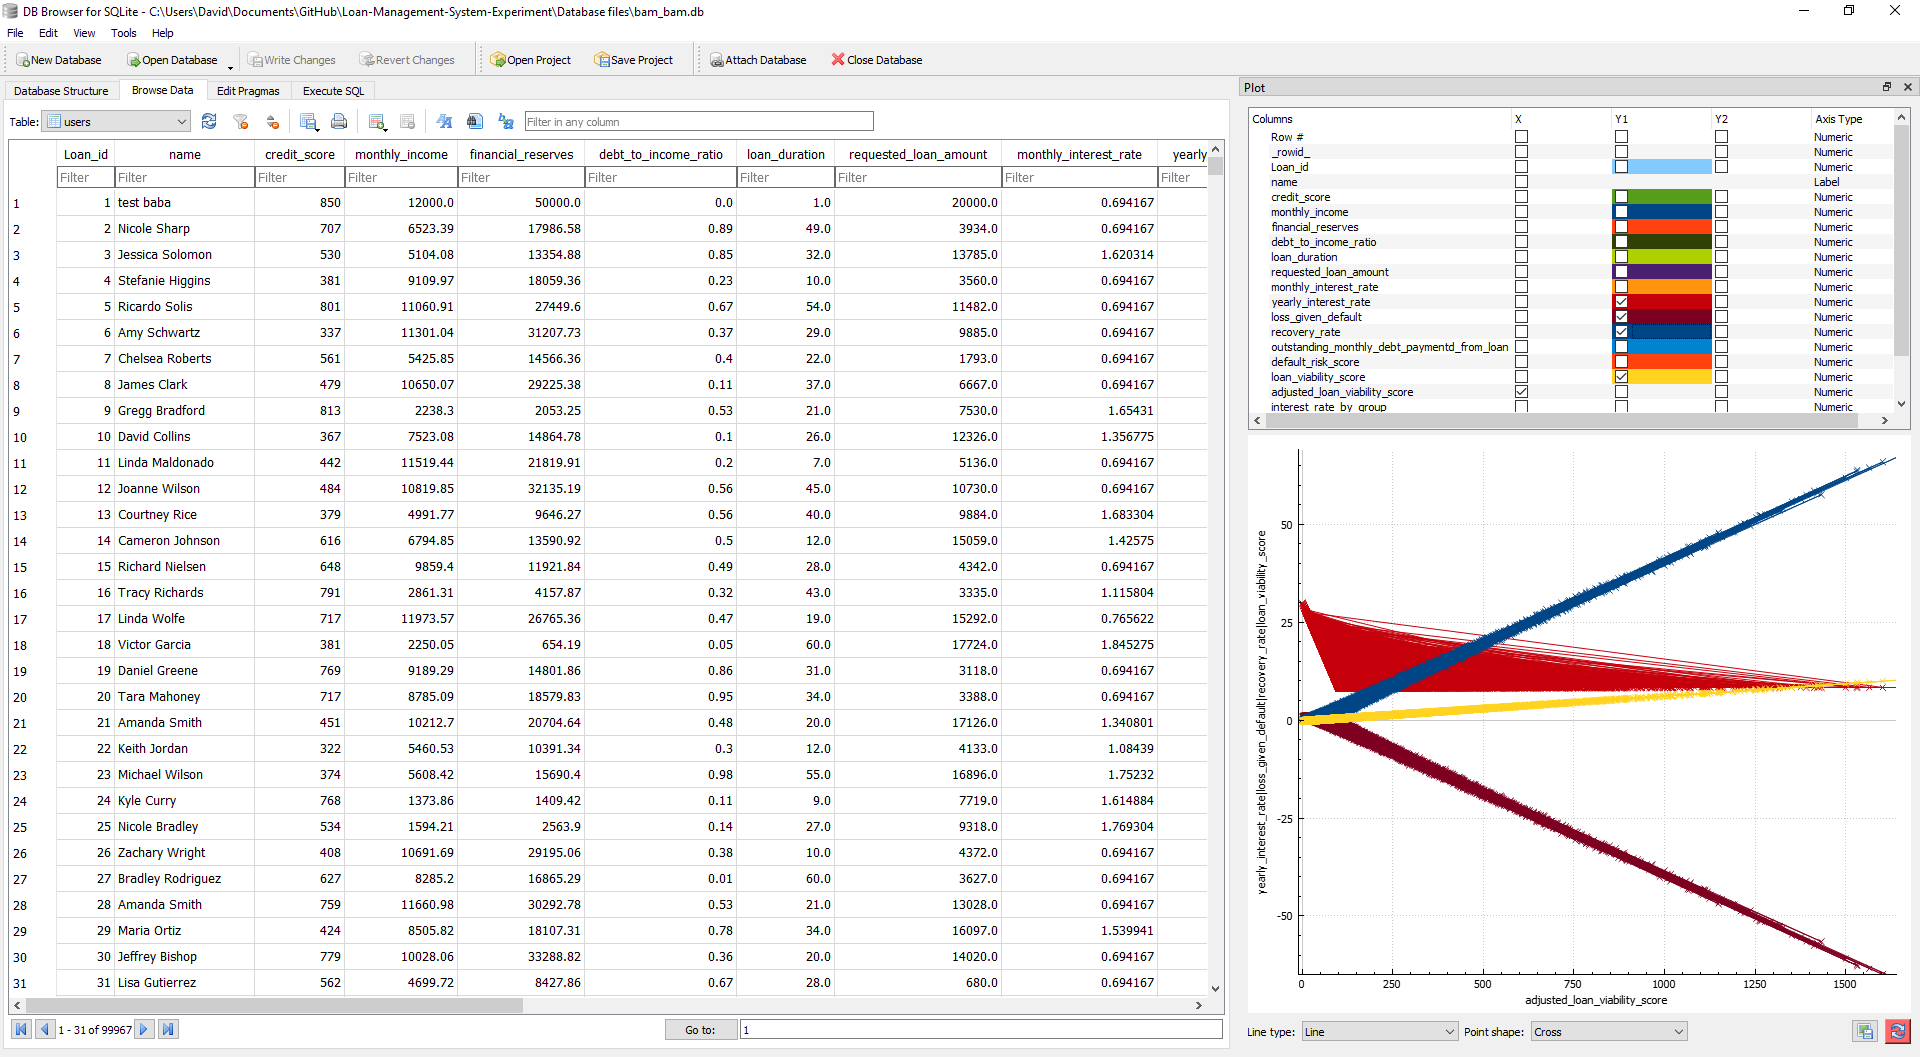 DB Browser for SQLite - C:\Users\David\Documents\GitHub\Loan-Management-System-Experiment\Database files\bam_bam.db
File Edit View Tools Help
New Database Open Database Write Changes Revert Changes Open Project Save Project Attach Database Close Database
Database Structure Browse Data Edit Pragmas Execute SQL
Table: users Filter in any column
Loan_id name credit_score monthly_income financial_reserves debt_to_income_ratio loan_duration requested_loan_amount monthly_interest_rate yearly
Filter Filter Filter Filter Filter Filter Filter Filter Filter Filter
1 1 test baba 850 12000.0 50000.0 0.0 1.0 20000.0 0.694167
2 2 Nicole Sharp 707 6523.39 17986.58 0.89 49.0 3934.0 0.694167
3 3 Jessica Solomon 530 5104.08 13354.88 0.85 32.0 13785.0 1.620314
4 4 Stefanie Higgins 381 9109.97 18059.36 0.23 10.0 3560.0 0.694167
5 5 Ricardo Solis 801 11060.91 27449.6 0.67 54.0 11482.0 0.694167
6 6 Amy Schwartz 337 11301.04 31207.73 0.37 29.0 9885.0 0.694167
7 7 Chelsea Roberts 561 5425.85 14566.36 0.4 22.0 1793.0 0.694167
8 8 James Clark 479 10650.07 29225.38 0.11 37.0 6667.0 0.694167
9 9 Gregg Bradford 813 2238.3 2053.25 0.53 21.0 7530.0 1.65431
10 10 David Collins 367 7523.08 14864.78 0.1 26.0 12326.0 1.356775
11 11 Linda Maldonado 442 11519.44 21819.91 0.2 7.0 5136.0 0.694167
12 12 Joanne Wilson 484 10819.85 32135.19 0.56 45.0 10730.0 0.694167
13 13 Courtney Rice 379 4991.77 9646.27 0.56 40.0 9884.0 1.683304
14 14 Cameron Johnson 616 6794.85 13590.92 0.5 12.0 15059.0 1.42575
15 15 Richard Nielsen 648 9859.4 11921.84 0.49 28.0 4342.0 0.694167
16 16 Tracy Richards 791 2861.31 4157.87 0.32 43.0 3335.0 1.115804
17 17 Linda Wolfe 717 11973.57 26765.36 0.47 19.0 15292.0 0.765622
18 18 Victor Garcia 381 2250.05 654.19 0.05 60.0 17724.0 1.845275
19 19 Daniel Greene 769 9189.29 14801.86 0.86 31.0 3118.0 0.694167
20 20 Tara Mahoney 717 8785.09 18579.83 0.95 34.0 3388.0 0.694167
21 21 Amanda Smith 451 10212.7 20704.64 0.48 20.0 17126.0 1.340801
22 22 Keith Jordan 322 5460.53 10391.34 0.3 12.0 4133.0 1.08439
23 23 Michael Wilson 374 5608.42 15690.4 0.98 55.0 16896.0 1.75232
24 24 Kyle Curry 768 1373.86 1409.42 0.11 9.0 7719.0 1.614884
25 25 Nicole Bradley 534 1594.21 2563.9 0.14 27.0 9318.0 1.769304
26 26 Zachary Wright 408 10691.69 29195.06 0.38 10.0 4372.0 0.694167
27 27 Bradley Rodriguez 627 8285.2 16865.29 0.01 60.0 3627.0 0.694167
28 28 Amanda Smith 759 11660.98 30292.78 0.53 21.0 13028.0 0.694167
29 29 Maria Ortiz 424 8505.82 18107.31 0.78 34.0 16097.0 1.539941
30 30 Jeffrey Bishop 779 10028.06 33288.82 0.36 20.0 14020.0 0.694167
31 31 Lisa Gutierrez 562 4699.72 8427.86 0.67 28.0 680.0 0.694167
1 - 31 of 99967 Go to: 1
Plot
Columns X Y1 Y2 Axis Type
Row # Numeric
_rowid_ Numeric
Loan_id Numeric
name Label
credit_score Numeric
monthly_income Numeric
financial_reserves Numeric
debt_to_income_ratio Numeric
loan_duration Numeric
requested_loan_amount Numeric
monthly_interest_rate Numeric
yearly_interest_rate Numeric
loss_given_default Numeric
recovery_rate Numeric
outstanding_monthly_debt_paymentd_from_loan Numeric
default_risk_score Numeric
loan_viability_score Numeric
adjusted_loan_viability_score Numeric
interest_rate_by_group Numeric
yearly_interest_rate|loss_given_default|recovery_rate|loan_viability_score
50
25
0
-25
-50
0 250 500 750 1000 1250 1500
adjusted_loan_viability_score
Line type: Line Point shape: Cross